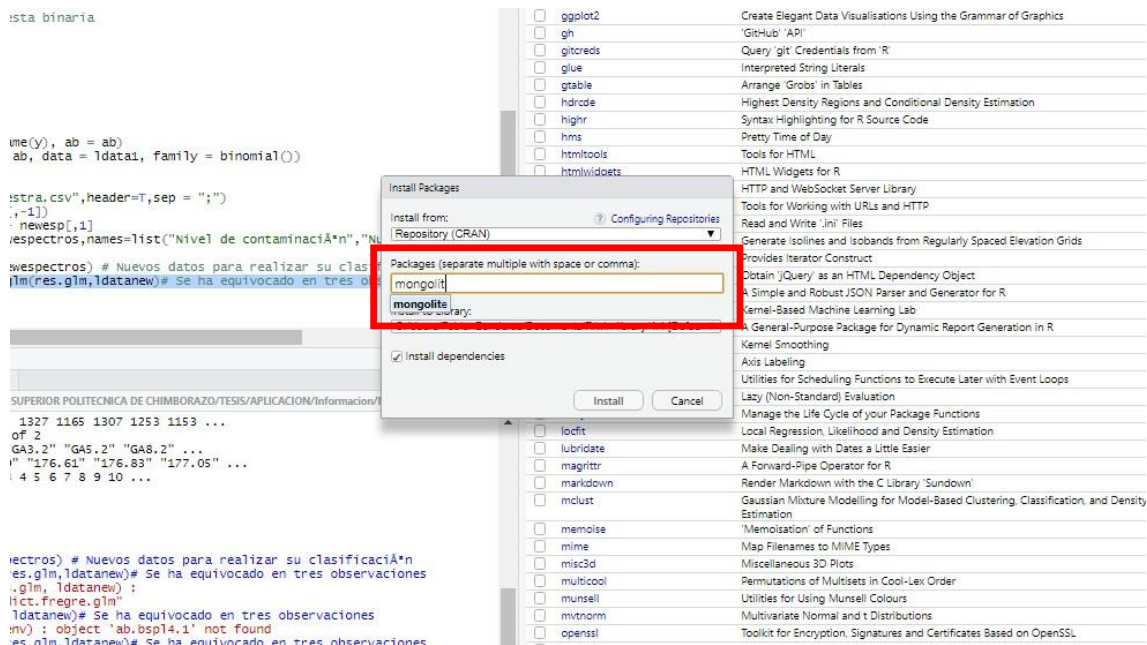 esta binaria
me(y), ab = ab)
ab, data = ldata1, family = binomial())
estra.csv",header=T,sep = ";")
[,-1])
newesp[,1]
vespectros,names=list("Nivel de contaminaciÃ³n","Nu
ewespectros) # Nuevos datos para realizar su clasif
glm(res.glm,ldatanew)# Se ha equivocado en tres obs
SUPERIOR POLITECNICA DE CHIMBORAZO/TESIS/APLICACION/Informacion/
1327 1165 1307 1253 1153 ...
of 2
GA3.2" "GA5.2" "GA8.2" ...
" "176.61" "176.83" "177.05" ...
4 5 6 7 8 9 10 ...
pectros) # Nuevos datos para realizar su clasificaciÃ³n
res.glm,ldatanew)# Se ha equivocado en tres observaciones
.glm, ldatanew) :
dict.fregre.glm"
ldatanew)# Se ha equivocado en tres observaciones
env) : object 'ab.bspl4.1' not found
es.glm,ldatanew)# Se ha equivocado en tres observaciones
Install Packages
Install from:
? Configuring Repositories
Repository (CRAN)
Packages (separate multiple with space or comma):
mongolit
mongolite
Install to Library:
Install dependencies
Install Cancel
ggplot2 Create Elegant Data Visualisations Using the Grammar of Graphics
gh 'GitHub' 'API'
gitcreds Query 'git' Credentials from 'R'
glue Interpreted String Literals
gtable Arrange 'Grobs' in Tables
hdrcde Highest Density Regions and Conditional Density Estimation
highr Syntax Highlighting for R Source Code
hms Pretty Time of Day
htmltools Tools for HTML
htmlwidgets HTML Widgets for R
HTTP and WebSocket Server Library
Tools for Working with URLs and HTTP
Read and Write '.ini' Files
Generate Isolines and Isobands from Regularly Spaced Elevation Grids
Provides Iterator Construct
Obtain 'jQuery' as an HTML Dependency Object
A Simple and Robust JSON Parser and Generator for R
Kernel-Based Machine Learning Lab
A General-Purpose Package for Dynamic Report Generation in R
Kernel Smoothing
Axis Labeling
Utilities for Scheduling Functions to Execute Later with Event Loops
Lazy (Non-Standard) Evaluation
Manage the Life Cycle of your Package Functions
locfit Local Regression, Likelihood and Density Estimation
lubridate Make Dealing with Dates a Little Easier
magrittr A Forward-Pipe Operator for R
markdown Render Markdown with the C Library 'Sundown'
mclust Gaussian Mixture Modelling for Model-Based Clustering, Classification, and Density
Estimation
memoise 'Memoisation' of Functions
mime Map Filenames to MIME Types
misc3d Miscellaneous 3D Plots
multicool Permutations of Multisets in Cool-Lex Order
munsell Utilities for Using Munsell Colours
mvtnorm Multivariate Normal and t Distributions
openssl Toolkit for Encryption, Signatures and Certificates Based on OpenSSL